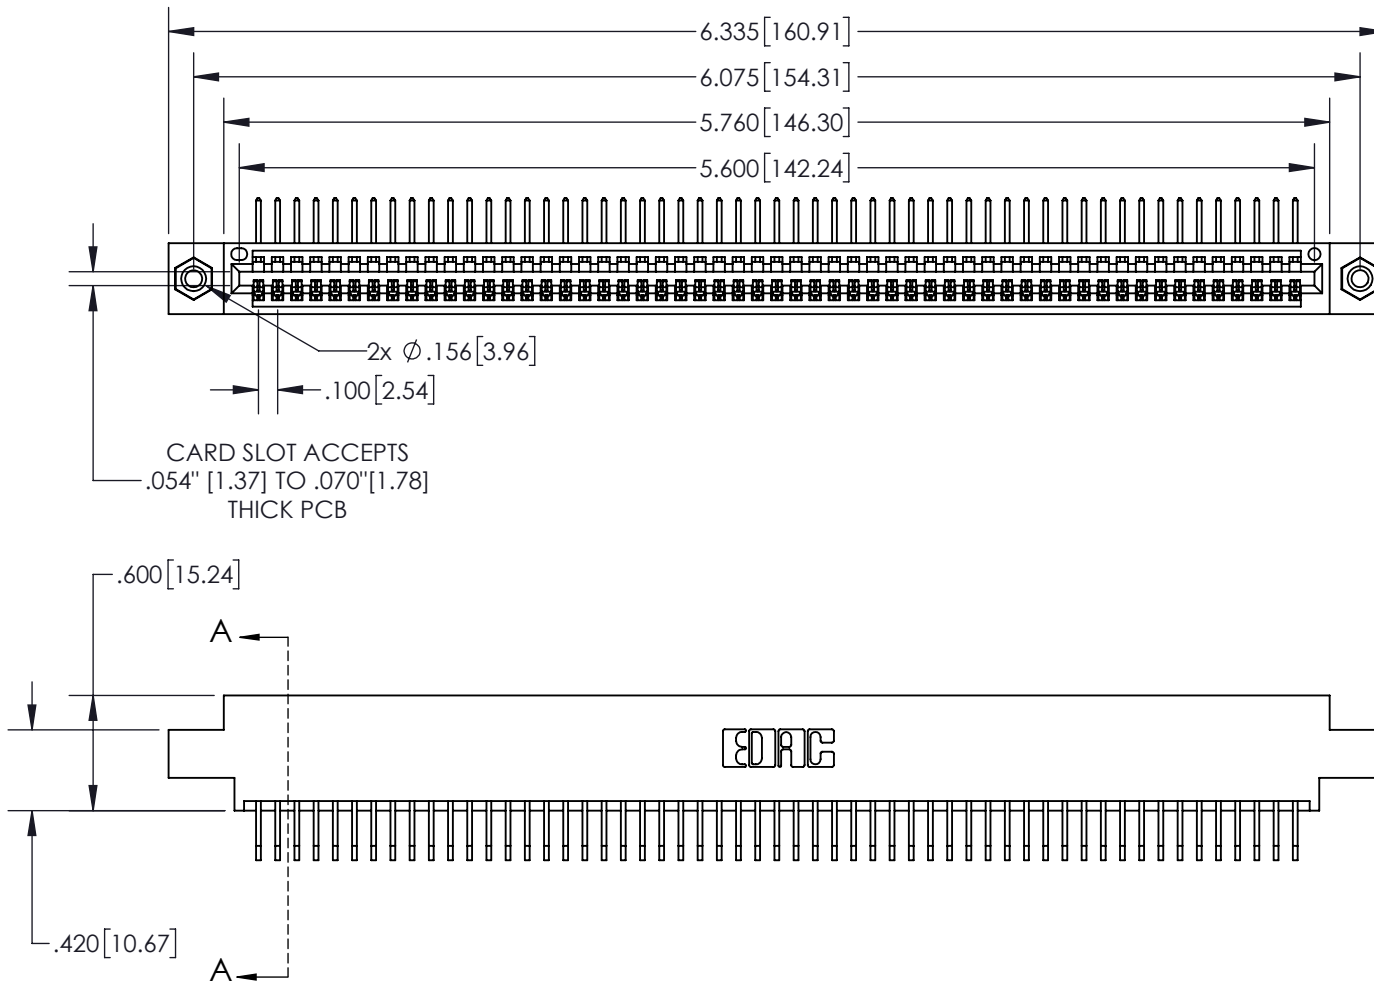 6.335[160.91]
6.075[154.31]
5.760[146.30]
5.600[142.24]
2x Ø.156[3.96]
.100[2.54]
CARD SLOT ACCEPTS
.054" [1.37] TO .070"[1.78]
THICK PCB
.600[15.24]
A
EDAC
.420[10.67]
A